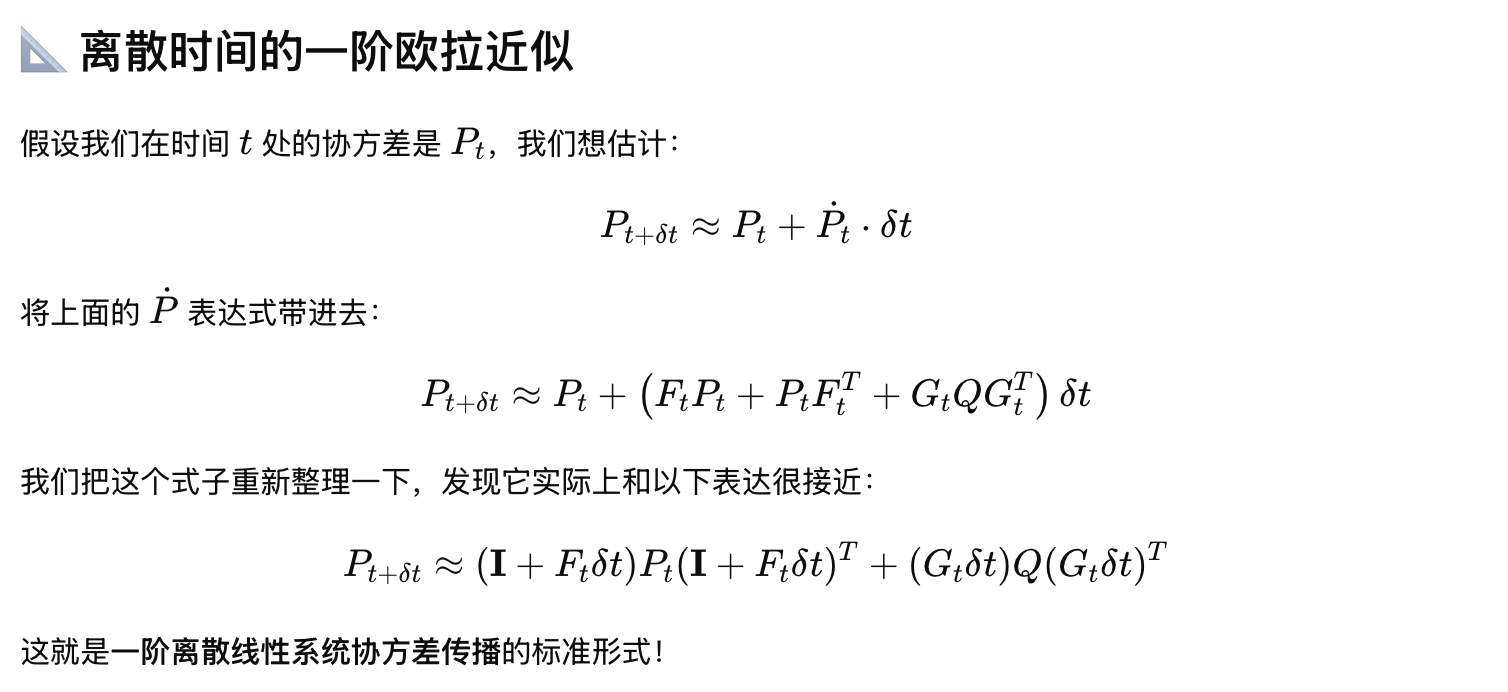 📐 离散时间的一阶欧拉近似
假设我们在时间 $t$ 处的协方差是 $P_t$，我们想估计：
$$P_{t+\delta t} \approx P_t + \dot{P}_t \cdot \delta t$$
将上面的 $\dot{P}$ 表达式带进去：
$$P_{t+\delta t} \approx P_t + \left(F_t P_t + P_t F_t^T + G_t Q G_t^T\right) \delta t$$
我们把这个式子重新整理一下，发现它实际上和以下表达很接近：
$$P_{t+\delta t} \approx (\mathbf{I} + F_t \delta t) P_t (\mathbf{I} + F_t \delta t)^T + (G_t \delta t) Q (G_t \delta t)^T$$
这就是一阶离散线性系统协方差传播的标准形式！